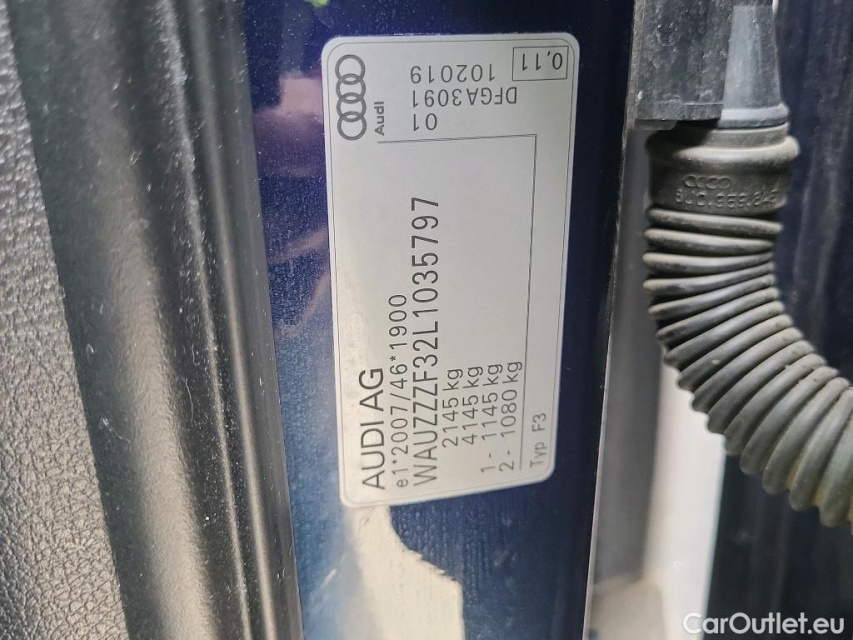 AUDI AG
e1*2007/46*1900
WAUZZZF32L1035797
2145 kg
4145 kg
1 - 1145 kg
2 - 1080 kg
Typ F3
Audi
01
DFGA3091
102019
0,11
CarOutlet.eu